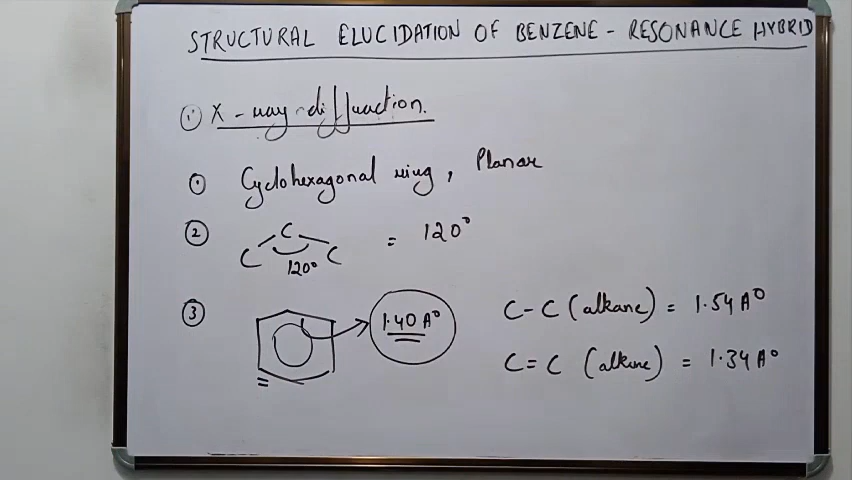 STRUCTURAL ELUCIDATION OF BENZENE - RESONANCE HYBRID
① X-ray-diffraction.
① Cyclohexagonal ring, Planar
② C C C 120° = 120°
③ 1.40 A° C-C (alkane) = 1.54 A°
C=C (alkene) = 1.34 A°